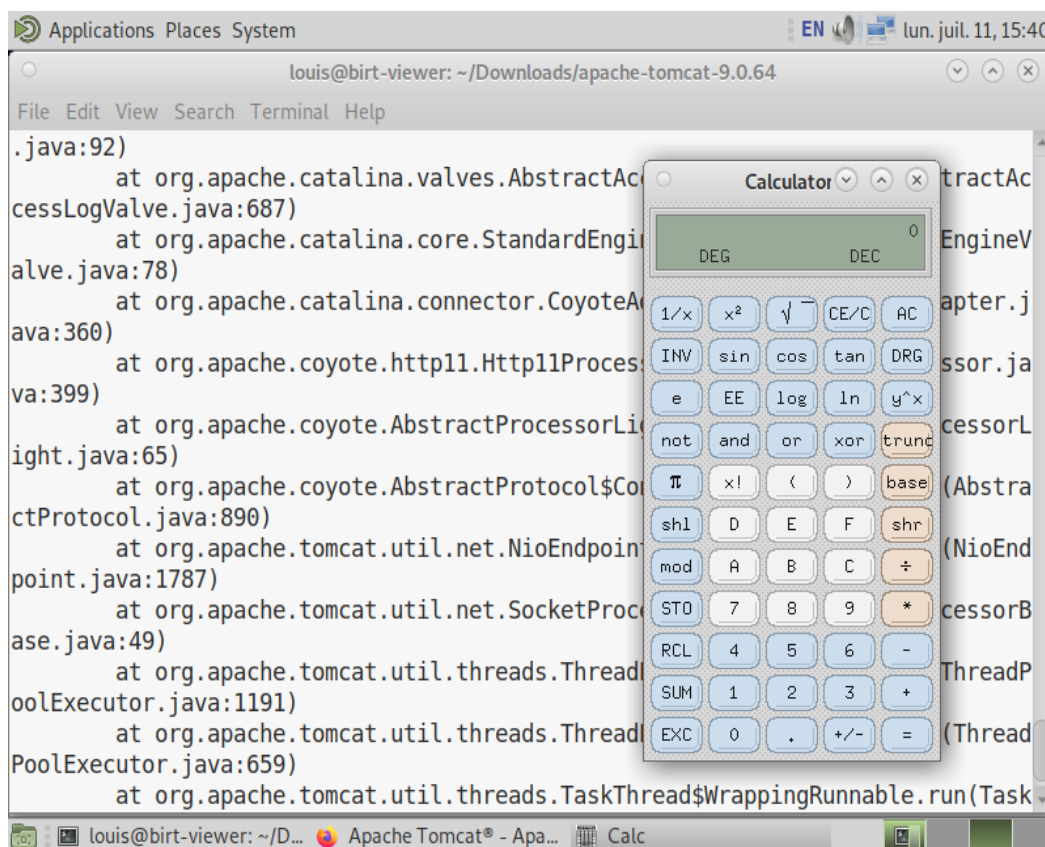 Applications Places System EN lun. juil. 11, 15:40
louis@birt-viewer: ~/Downloads/apache-tomcat-9.0.64
File Edit View Search Terminal Help
.java:92)
at org.apache.catalina.valves.AbstractAc tractAc
cessLogValve.java:687)
at org.apache.catalina.core.StandardEngi EngineV
alve.java:78)
at org.apache.catalina.connector.CoyoteA apter.j
ava:360)
at org.apache.coyote.http11.Http11Proces ssor.ja
va:399)
at org.apache.coyote.AbstractProcessorLi cessorL
ight.java:65)
at org.apache.coyote.AbstractProtocol$Co (Abstra
ctProtocol.java:890)
at org.apache.tomcat.util.net.NioEndpoin (NioEnd
point.java:1787)
at org.apache.tomcat.util.net.SocketProc cessorB
ase.java:49)
at org.apache.tomcat.util.threads.Thread ThreadP
oolExecutor.java:1191)
at org.apache.tomcat.util.threads.Thread (Thread
PoolExecutor.java:659)
at org.apache.tomcat.util.threads.TaskThread$WrappingRunnable.run(Task
Calculator
0
DEG DEC
1/x x² √ CE/C AC
INV sin cos tan DRG
e EE log ln y^x
not and or xor trunc
π x! ( ) base
shl D E F shr
mod A B C ÷
STO 7 8 9 *
RCL 4 5 6 -
SUM 1 2 3 +
EXC 0 . +/- =
louis@birt-viewer: ~/D... Apache Tomcat® - Apa... Calc